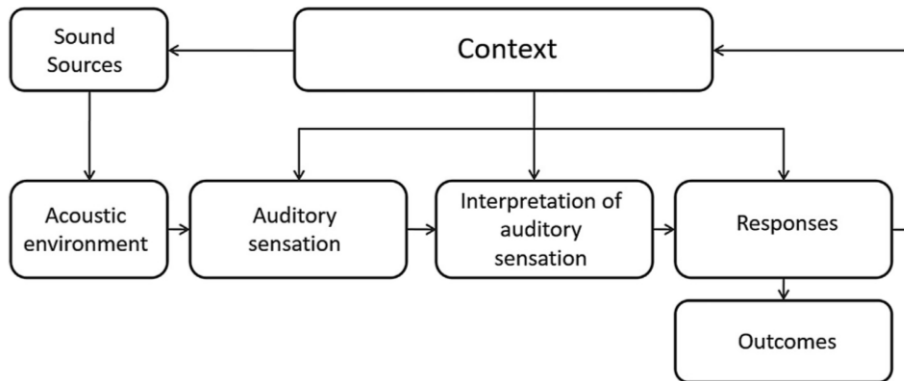 Sound
Sources
Context
Acoustic
environment
Auditory
sensation
Interpretation of
auditory
sensation
Responses
Outcomes